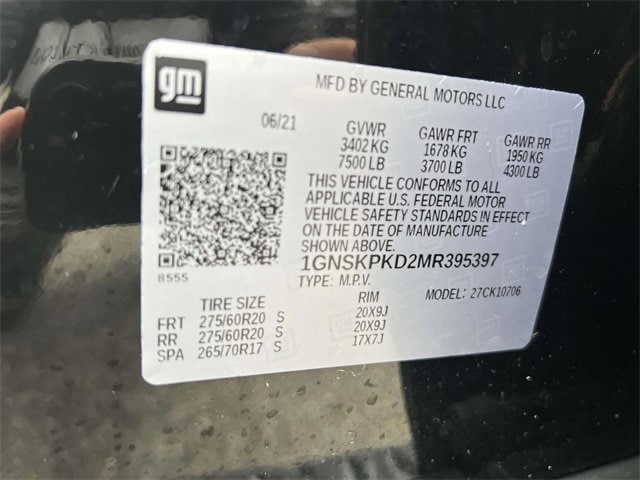 gm
MFD BY GENERAL MOTORS LLC
06/21
GVWR GAWR FRT GAWR RR
3402 KG 1678 KG 1950 KG
7500 LB 3700 LB 4300 LB
THIS VEHICLE CONFORMS TO ALL
APPLICABLE U.S. FEDERAL MOTOR
VEHICLE SAFETY STANDARDS IN EFFECT
ON THE DATE OF MANUFACTURE
SHOWN ABOVE.
8555
1GNSKPKD2MR395397
TYPE: M.P.V. MODEL: 27CK10706
TIRE SIZE RIM
FRT 275/60R20 S 20X9J
RR 275/60R20 S 20X9J
SPA 265/70R17 S 17X7J